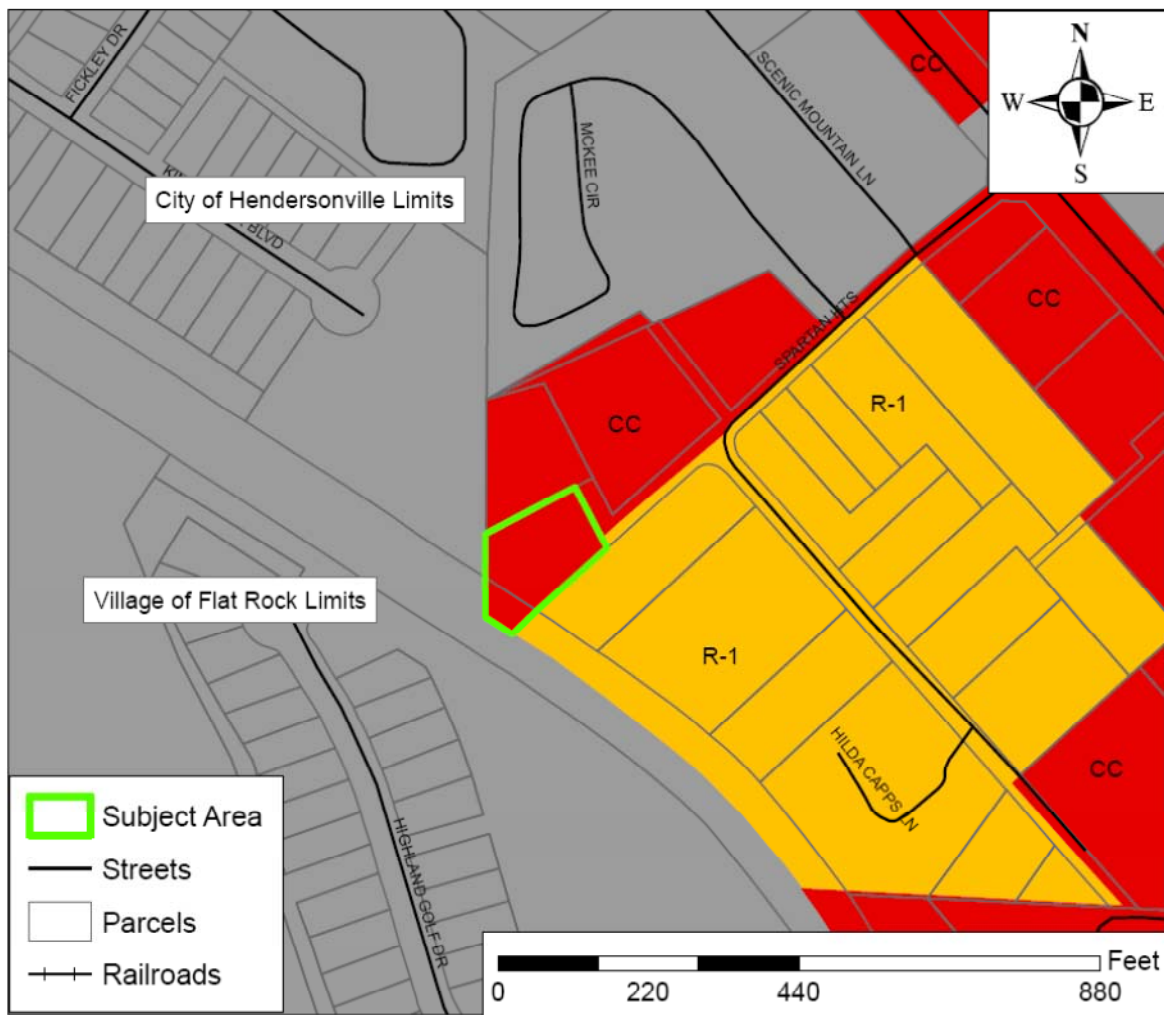 N
W E
S
FICKLEY DR
City of Hendersonville Limits
BLVD
MCKEE CIR
SCENIC MOUNTAIN LN
CC
SPARTAN HTS
CC
CC
R-1
R-1
CC
Village of Flat Rock Limits
HIGHLAND GOLF DR
HILDA CAPPS LN
Subject Area
Streets
Parcels
Railroads
Feet
0 220 440 880